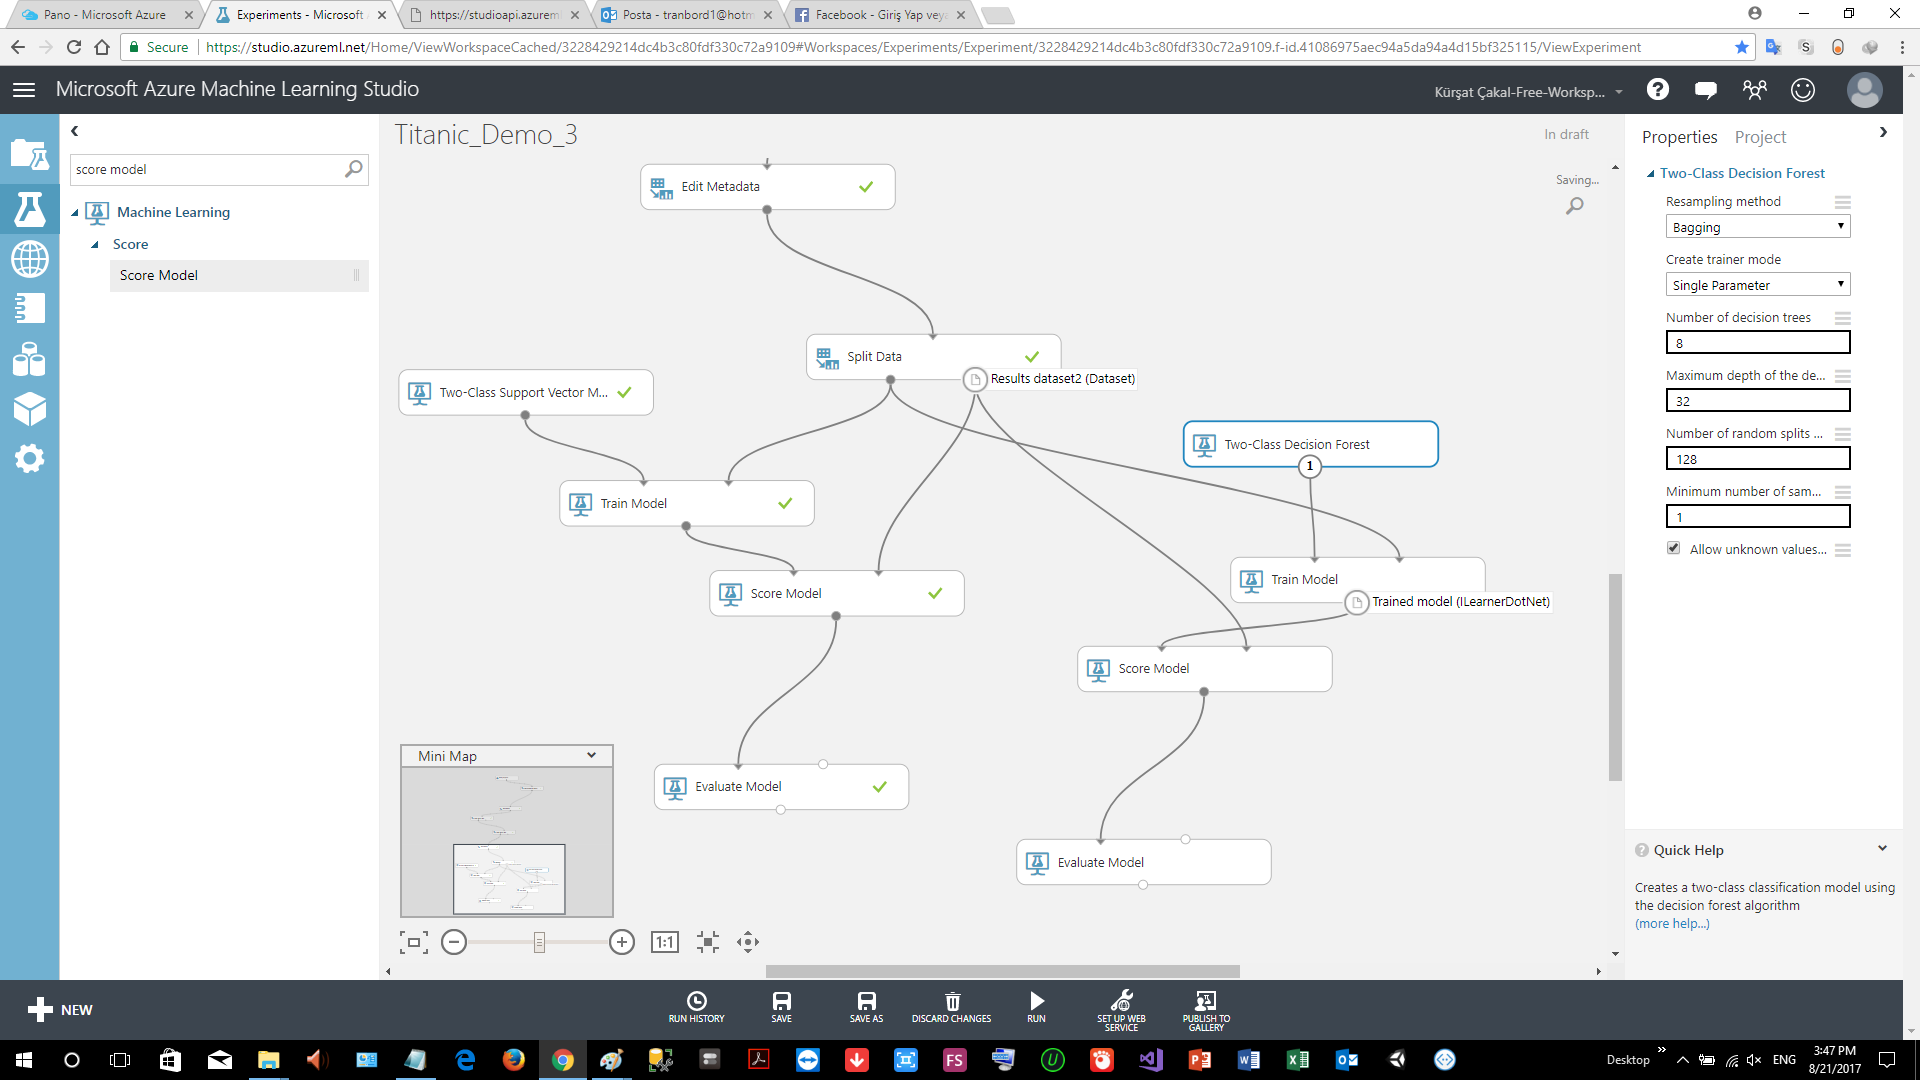 Pano - Microsoft Azure
Experiments - Microsoft
https://studioapi.azureml
Posta - tranbord1@hotm
Facebook - Giriş Yap veya
Secure
https://studio.azureml.net/Home/ViewWorkspaceCached/3228429214dc4b3c80fdf330c72a9109#Workspaces/Experiments/Experiment/3228429214dc4b3c80fdf330c72a9109.f-id.41086975aec94a5da94a4d15bf325115/ViewExperiment
Microsoft Azure Machine Learning Studio
Kürşat Çakal-Free-Worksp...
score model
Machine Learning
Score
Score Model
Titanic_Demo_3
In draft
Saving...
Edit Metadata
Split Data
Results dataset2 (Dataset)
Two-Class Support Vector M...
Two-Class Decision Forest
1
Train Model
Train Model
Trained model (ILearnerDotNet)
Score Model
Score Model
Evaluate Model
Evaluate Model
Mini Map
1:1
Properties
Project
Two-Class Decision Forest
Resampling method
Bagging
Create trainer mode
Single Parameter
Number of decision trees
8
Maximum depth of the de...
32
Number of random splits ...
128
Minimum number of sam...
1
Allow unknown values...
Quick Help
Creates a two-class classification model using
the decision forest algorithm
(more help...)
NEW
RUN HISTORY
SAVE
SAVE AS
DISCARD CHANGES
RUN
SET UP WEB
SERVICE
PUBLISH TO
GALLERY
FS
Desktop
ENG
3:47 PM
8/21/2017